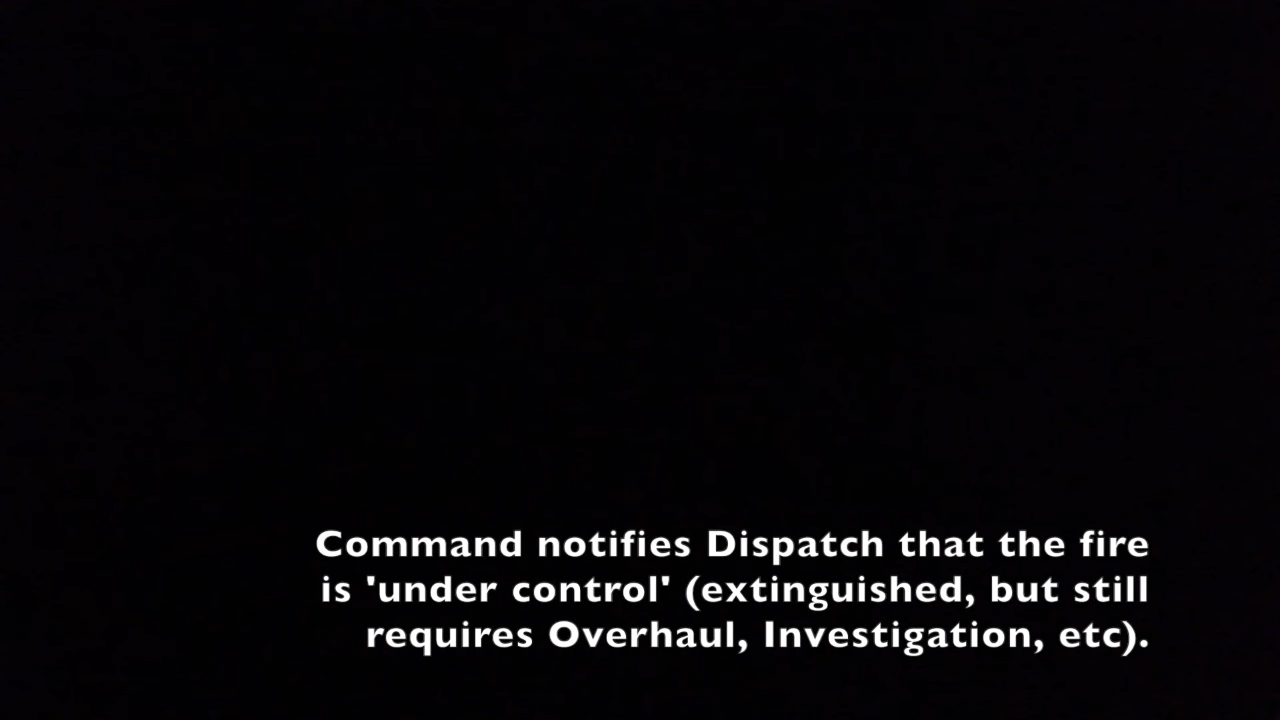 Command notifies Dispatch that the fire
is 'under control' (extinguished, but still
requires Overhaul, Investigation, etc).